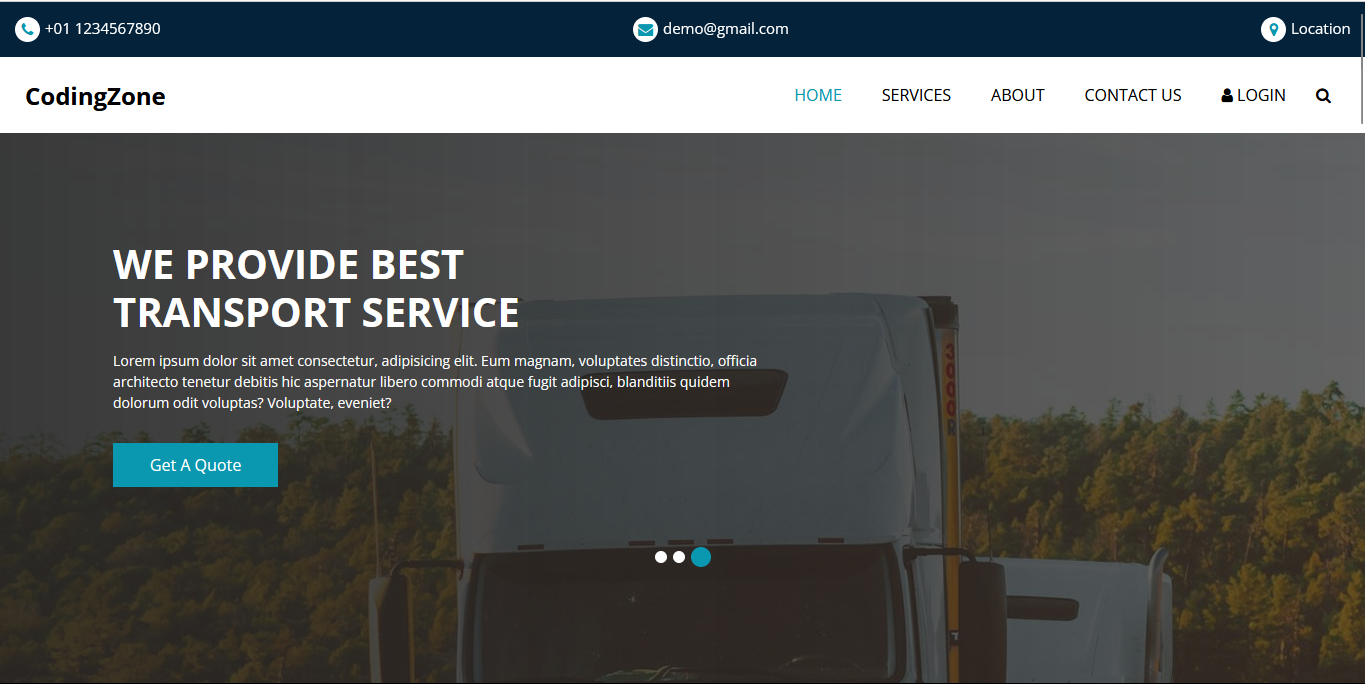 +01 1234567890
demo@gmail.com
Location
CodingZone
HOME
SERVICES
ABOUT
CONTACT US
LOGIN
WE PROVIDE BEST
TRANSPORT SERVICE
Lorem ipsum dolor sit amet consectetur, adipisicing elit. Eum magnam, voluptates distinctio, officia
architecto tenetur debitis hic aspernatur libero commodi atque fugit adipisci, blanditiis quidem
dolorum odit voluptas? Voluptate, eveniet?
Get A Quote